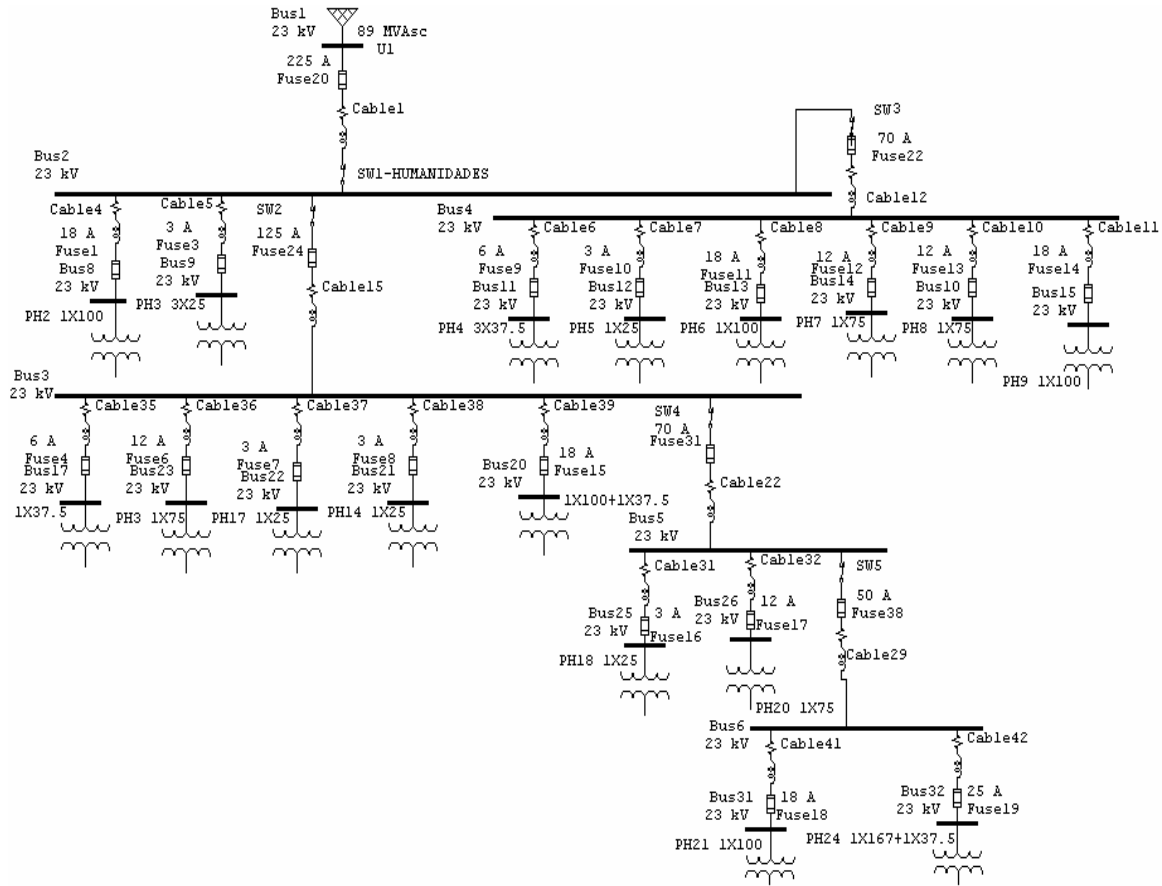 Bus1
23 kV
89 MVAsc
U1
225 A
Fuse20
Cable1
SW1-HUMANIDADES
SW3
70 A
Fuse22
Cable12
Bus2
23 kV
Cable4
18 A
Fuse1
Bus8
23 kV
PH2 1X100
Cable5
3 A
Fuse3
Bus9
23 kV
PH3 3X25
SW2
125 A
Fuse24
Cable15
Bus4
23 kV
Cable6
6 A
Fuse9
Bus11
23 kV
PH4 3X37.5
Cable7
3 A
Fuse10
Bus12
23 kV
PH5 1X25
Cable8
18 A
Fuse11
Bus13
23 kV
PH6 1X100
Cable9
12 A
Fuse12
Bus14
23 kV
PH7 1X75
Cable10
12 A
Fuse13
Bus10
23 kV
PH8 1X75
Cable11
18 A
Fuse14
Bus15
23 kV
PH9 1X100
Bus3
23 kV
Cable35
6 A
Fuse4
Bus17
23 kV
1X37.5
Cable36
12 A
Fuse6
Bus23
23 kV
PH3 1X75
Cable37
3 A
Fuse7
Bus22
23 kV
PH17 1X25
Cable38
3 A
Fuse8
Bus21
23 kV
PH14 1X25
Cable39
18 A
Fuse15
Bus20
23 kV
1X100+1X37.5
SW4
70 A
Fuse31
Cable22
Bus5
23 kV
Cable31
Bus25
23 kV
3 A
Fuse16
PH18 1X25
Cable32
Bus26
23 kV
12 A
Fuse17
PH20 1X75
SW5
50 A
Fuse38
Cable29
Bus6
23 kV
Cable41
Bus31
23 kV
18 A
Fuse18
PH21 1X100
Cable42
Bus32
23 kV
25 A
Fuse19
PH24 1X167+1X37.5